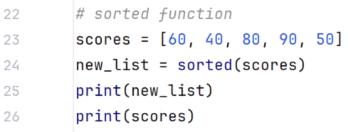 22 # sorted function
23 scores = [60, 40, 80, 90, 50]
24 new_list = sorted(scores)
25 print(new_list)
26 print(scores)